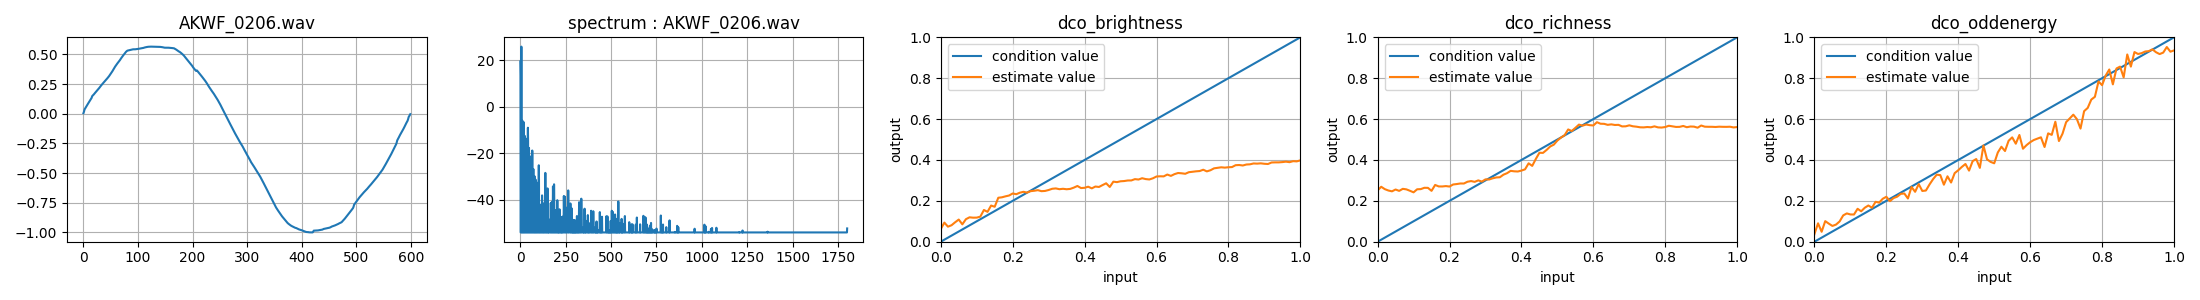 AKWF_0206.wav
0.50
0.25
0.00
−0.25
−0.50
−0.75
−1.00
0 100 200 300 400 500 600
spectrum : AKWF_0206.wav
20
0
−20
−40
0 250 500 750 1000 1250 1500 1750
dco_brightness
condition value
estimate value
output
1.0
0.8
0.6
0.4
0.2
0.0
0.0 0.2 0.4 0.6 0.8 1.0
input
dco_richness
condition value
estimate value
output
1.0
0.8
0.6
0.4
0.2
0.0
0.0 0.2 0.4 0.6 0.8 1.0
input
dco_oddenergy
condition value
estimate value
output
1.0
0.8
0.6
0.4
0.2
0.0
0.0 0.2 0.4 0.6 0.8 1.0
input